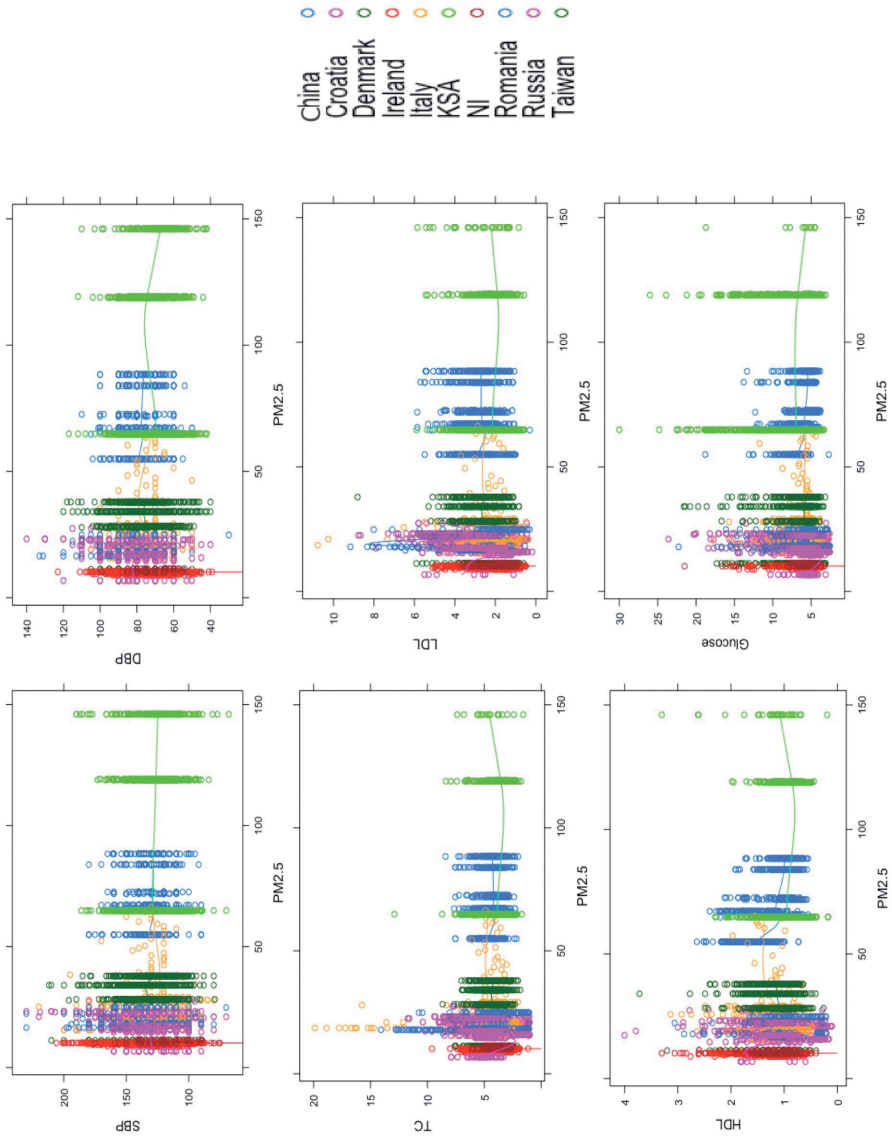 China
Croatia
Denmark
Ireland
Italy
KSA
NI
Romania
Russia
Taiwan
140
120
100
80
60
40
DBP
50
100
150
PM2.5
10
8
6
4
2
0
LDL
50
100
150
PM2.5
30
25
20
15
10
5
Glucose
50
100
150
PM2.5
200
150
100
SBP
50
100
150
PM2.5
20
15
10
5
TC
50
100
150
PM2.5
4
3
2
1
0
HDL
50
100
150
PM2.5